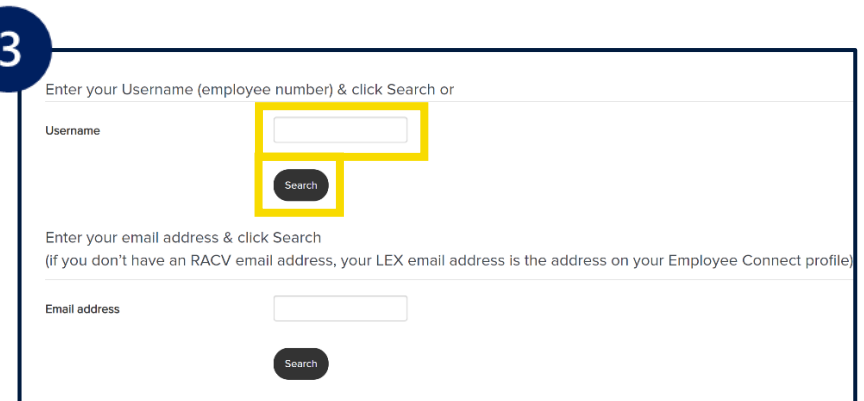 3
Enter your Username (employee number) & click Search or
Username
Search
Enter your email address & click Search
(if you don't have an RACV email address, your LEX email address is the address on your Employee Connect profile)
Email address
Search